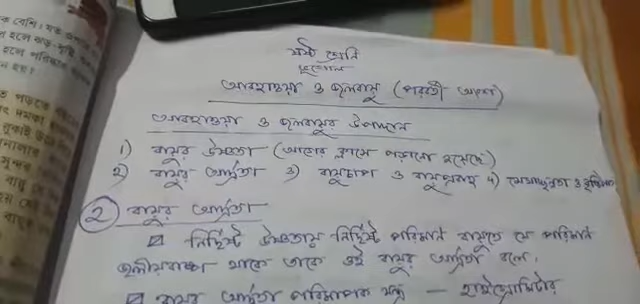 ষষ্ঠ শ্রেণি
ভূগোল
আবহাওয়া ও জলবায়ু (পরবর্তী অংশ)
আবহাওয়া ও জলবায়ুর উপাদান
১) বায়ুর উষ্ণতা (আগের ক্লাসে পড়ানো হয়েছে)
২) বায়ুর আর্দ্রতা ৩) বায়ুচাপ ও বায়ুপ্রবাহ ৪) মেঘাচ্ছন্নতা ও বৃষ্টিপাত
২ বায়ুর আর্দ্রতা
নির্দিষ্ট উষ্ণতায় নির্দিষ্ট পরিমাণ বায়ুতে যে পরিমাণ
জলীয়বাষ্প থাকে তাকে ওই বায়ুর আর্দ্রতা বলে।
বায়ুর আর্দ্রতা পরিমাপক যন্ত্র — হাইগ্রোমিটার